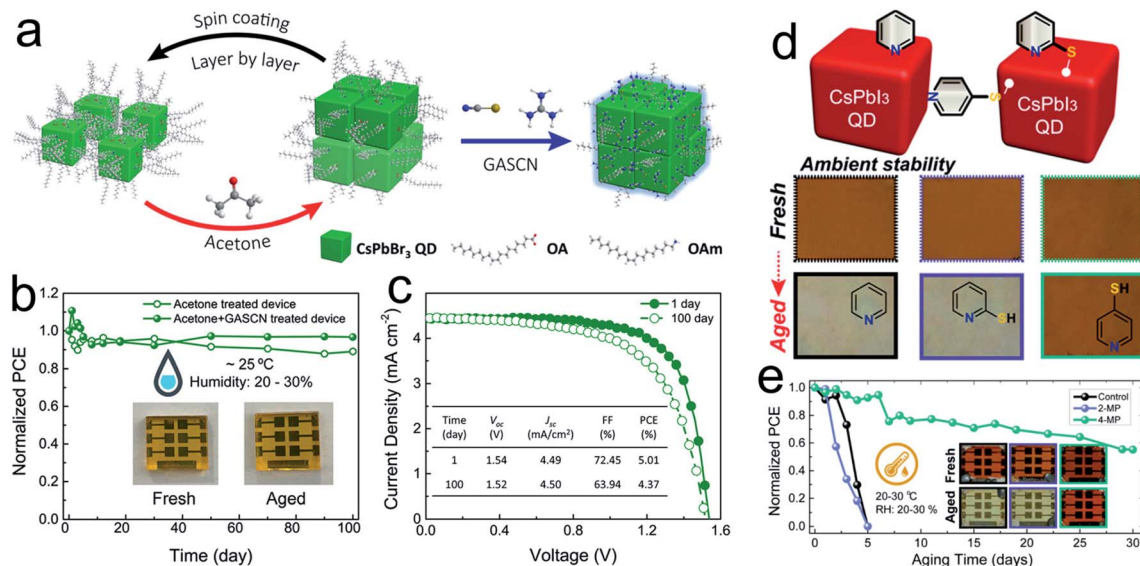 a
Spin coating
Layer by layer
Acetone
GASCN
CsPbBr₃ QD
OA
OAm
b
Normalized PCE
1.2
1.0
0.8
0.6
0.4
0.2
0.0
Acetone treated device
Acetone+GASCN treated device
~ 25 ºC
Humidity: 20 - 30%
Fresh
Aged
0 20 40 60 80 100
Time (day)
c
Current Density (mA cm⁻²)
6
5
4
3
2
1
0
1 day
100 day
Time (day) Voc (V) Jsc (mA/cm²) FF (%) PCE (%)
1 1.54 4.49 72.45 5.01
100 1.52 4.50 63.94 4.37
0.0 0.4 0.8 1.2 1.6
Voltage (V)
d
N
N
S
N
S
CsPbI₃
QD
CsPbI₃
QD
Ambient stability
Fresh
Aged
N
N
SH
SH
N
e
Normalized PCE
1.0
0.8
0.6
0.4
0.2
0.0
Control
2-MP
4-MP
20-30 ℃
RH: 20-30 %
Fresh
Aged
0 5 10 15 20 25 30
Aging Time (days)